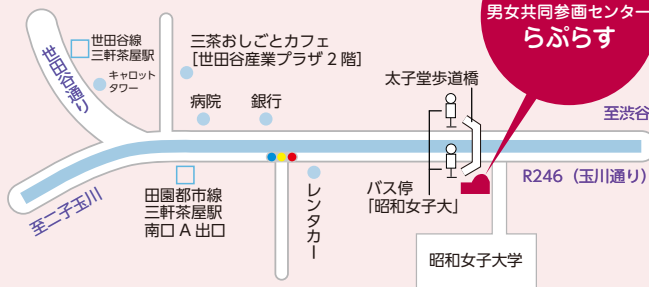 男女共同参画センター
らぷらす
世田谷線
三軒茶屋駅
キャロット
タワー
世田谷通り
三茶おしごとカフェ
[世田谷産業プラザ 2 階]
病院
銀行
太子堂歩道橋
至渋谷
R246（玉川通り）
至二子玉川
田園都市線
三軒茶屋駅
南口 A 出口
レンタカー
バス停
「昭和女子大」
昭和女子大学